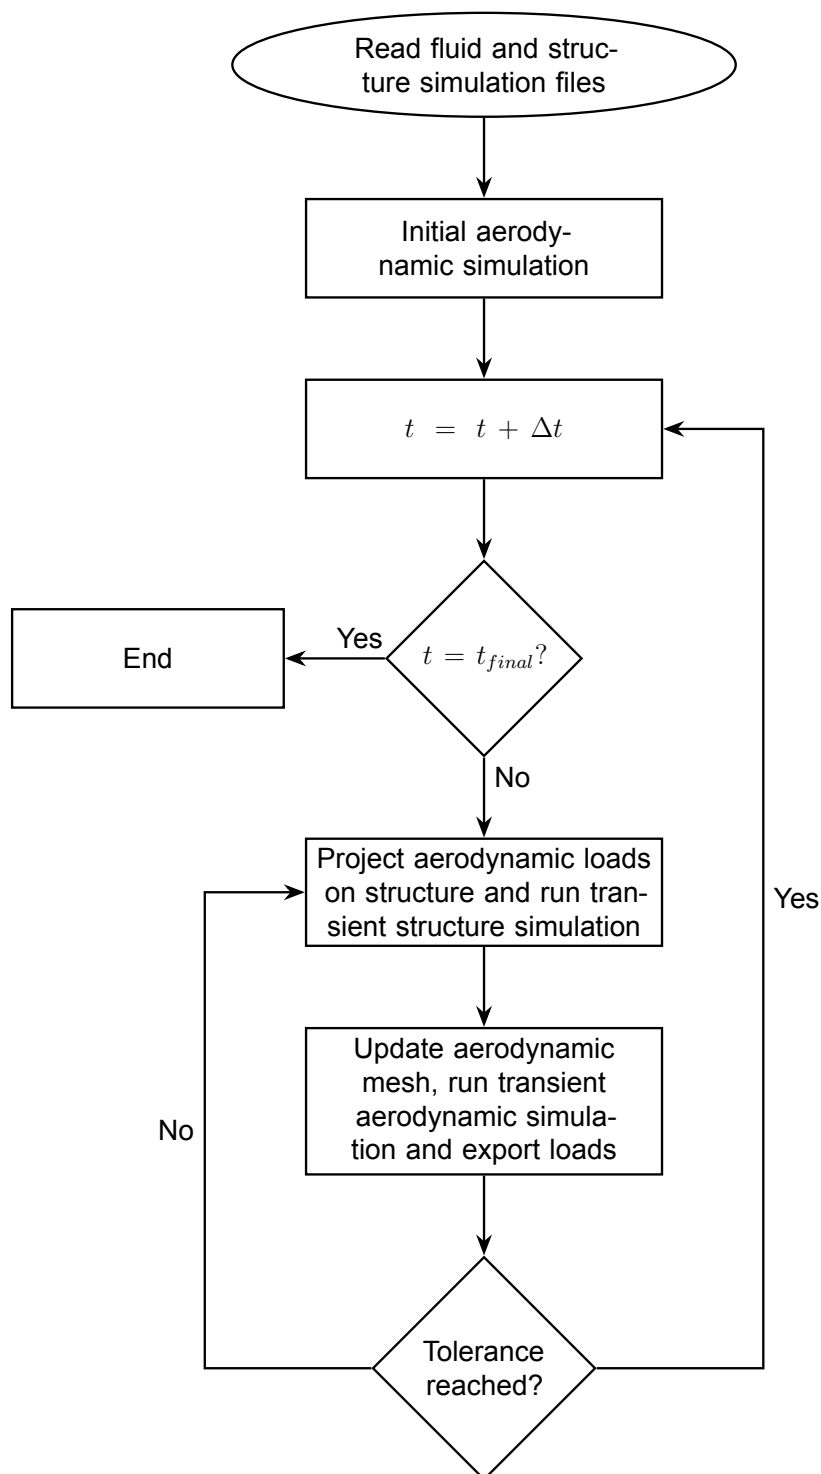 Read fluid and struc-
ture simulation files
Initial aerody-
namic simulation
t = t + Δt
Yes
End
t = t_{final}?
No
Project aerodynamic loads
on structure and run tran-
sient structure simulation
Yes
Update aerodynamic
mesh, run transient
aerodynamic simula-
tion and export loads
No
Tolerance
reached?